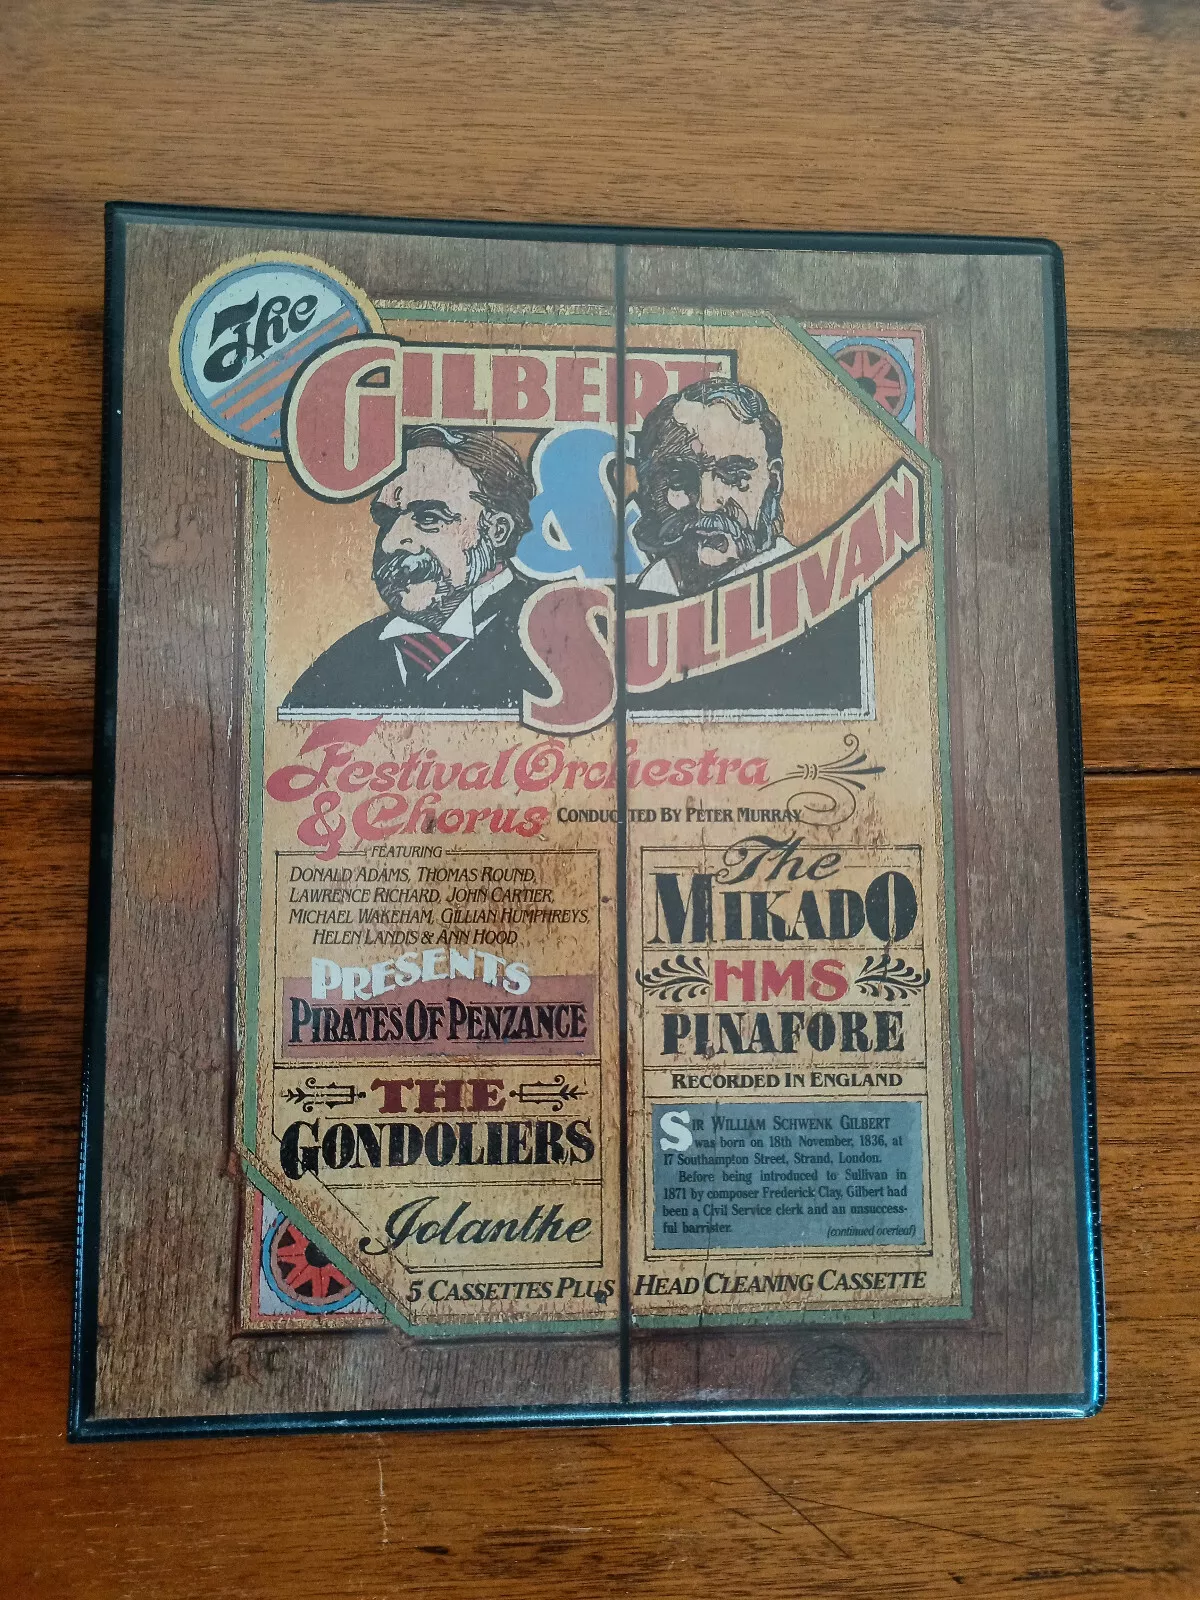 The
GILBERT
&
SULLIVAN
Festival Orchestra
& Chorus CONDUCTED BY PETER MURRAY
FEATURING
DONALD ADAMS, THOMAS ROUND,
LAWRENCE RICHARD, JOHN CARTIER,
MICHAEL WAKEHAM, GILLIAN HUMPHREYS,
HELEN LANDIS & ANN HOOD
PRESENTS
PIRATES OF PENZANCE
THE
GONDOLIERS
Iolanthe
The
MIKADO
HMS
PINAFORE
RECORDED IN ENGLAND
SIR WILLIAM SCHWENK GILBERT
was born on 18th November, 1836, at
17 Southampton Street, Strand, London.
Before being introduced to Sullivan in
1871 by composer Frederick Clay, Gilbert had
been a Civil Service clerk and an unsuccess-
ful barrister.
(continued overleaf)
5 CASSETTES PLUS HEAD CLEANING CASSETTE